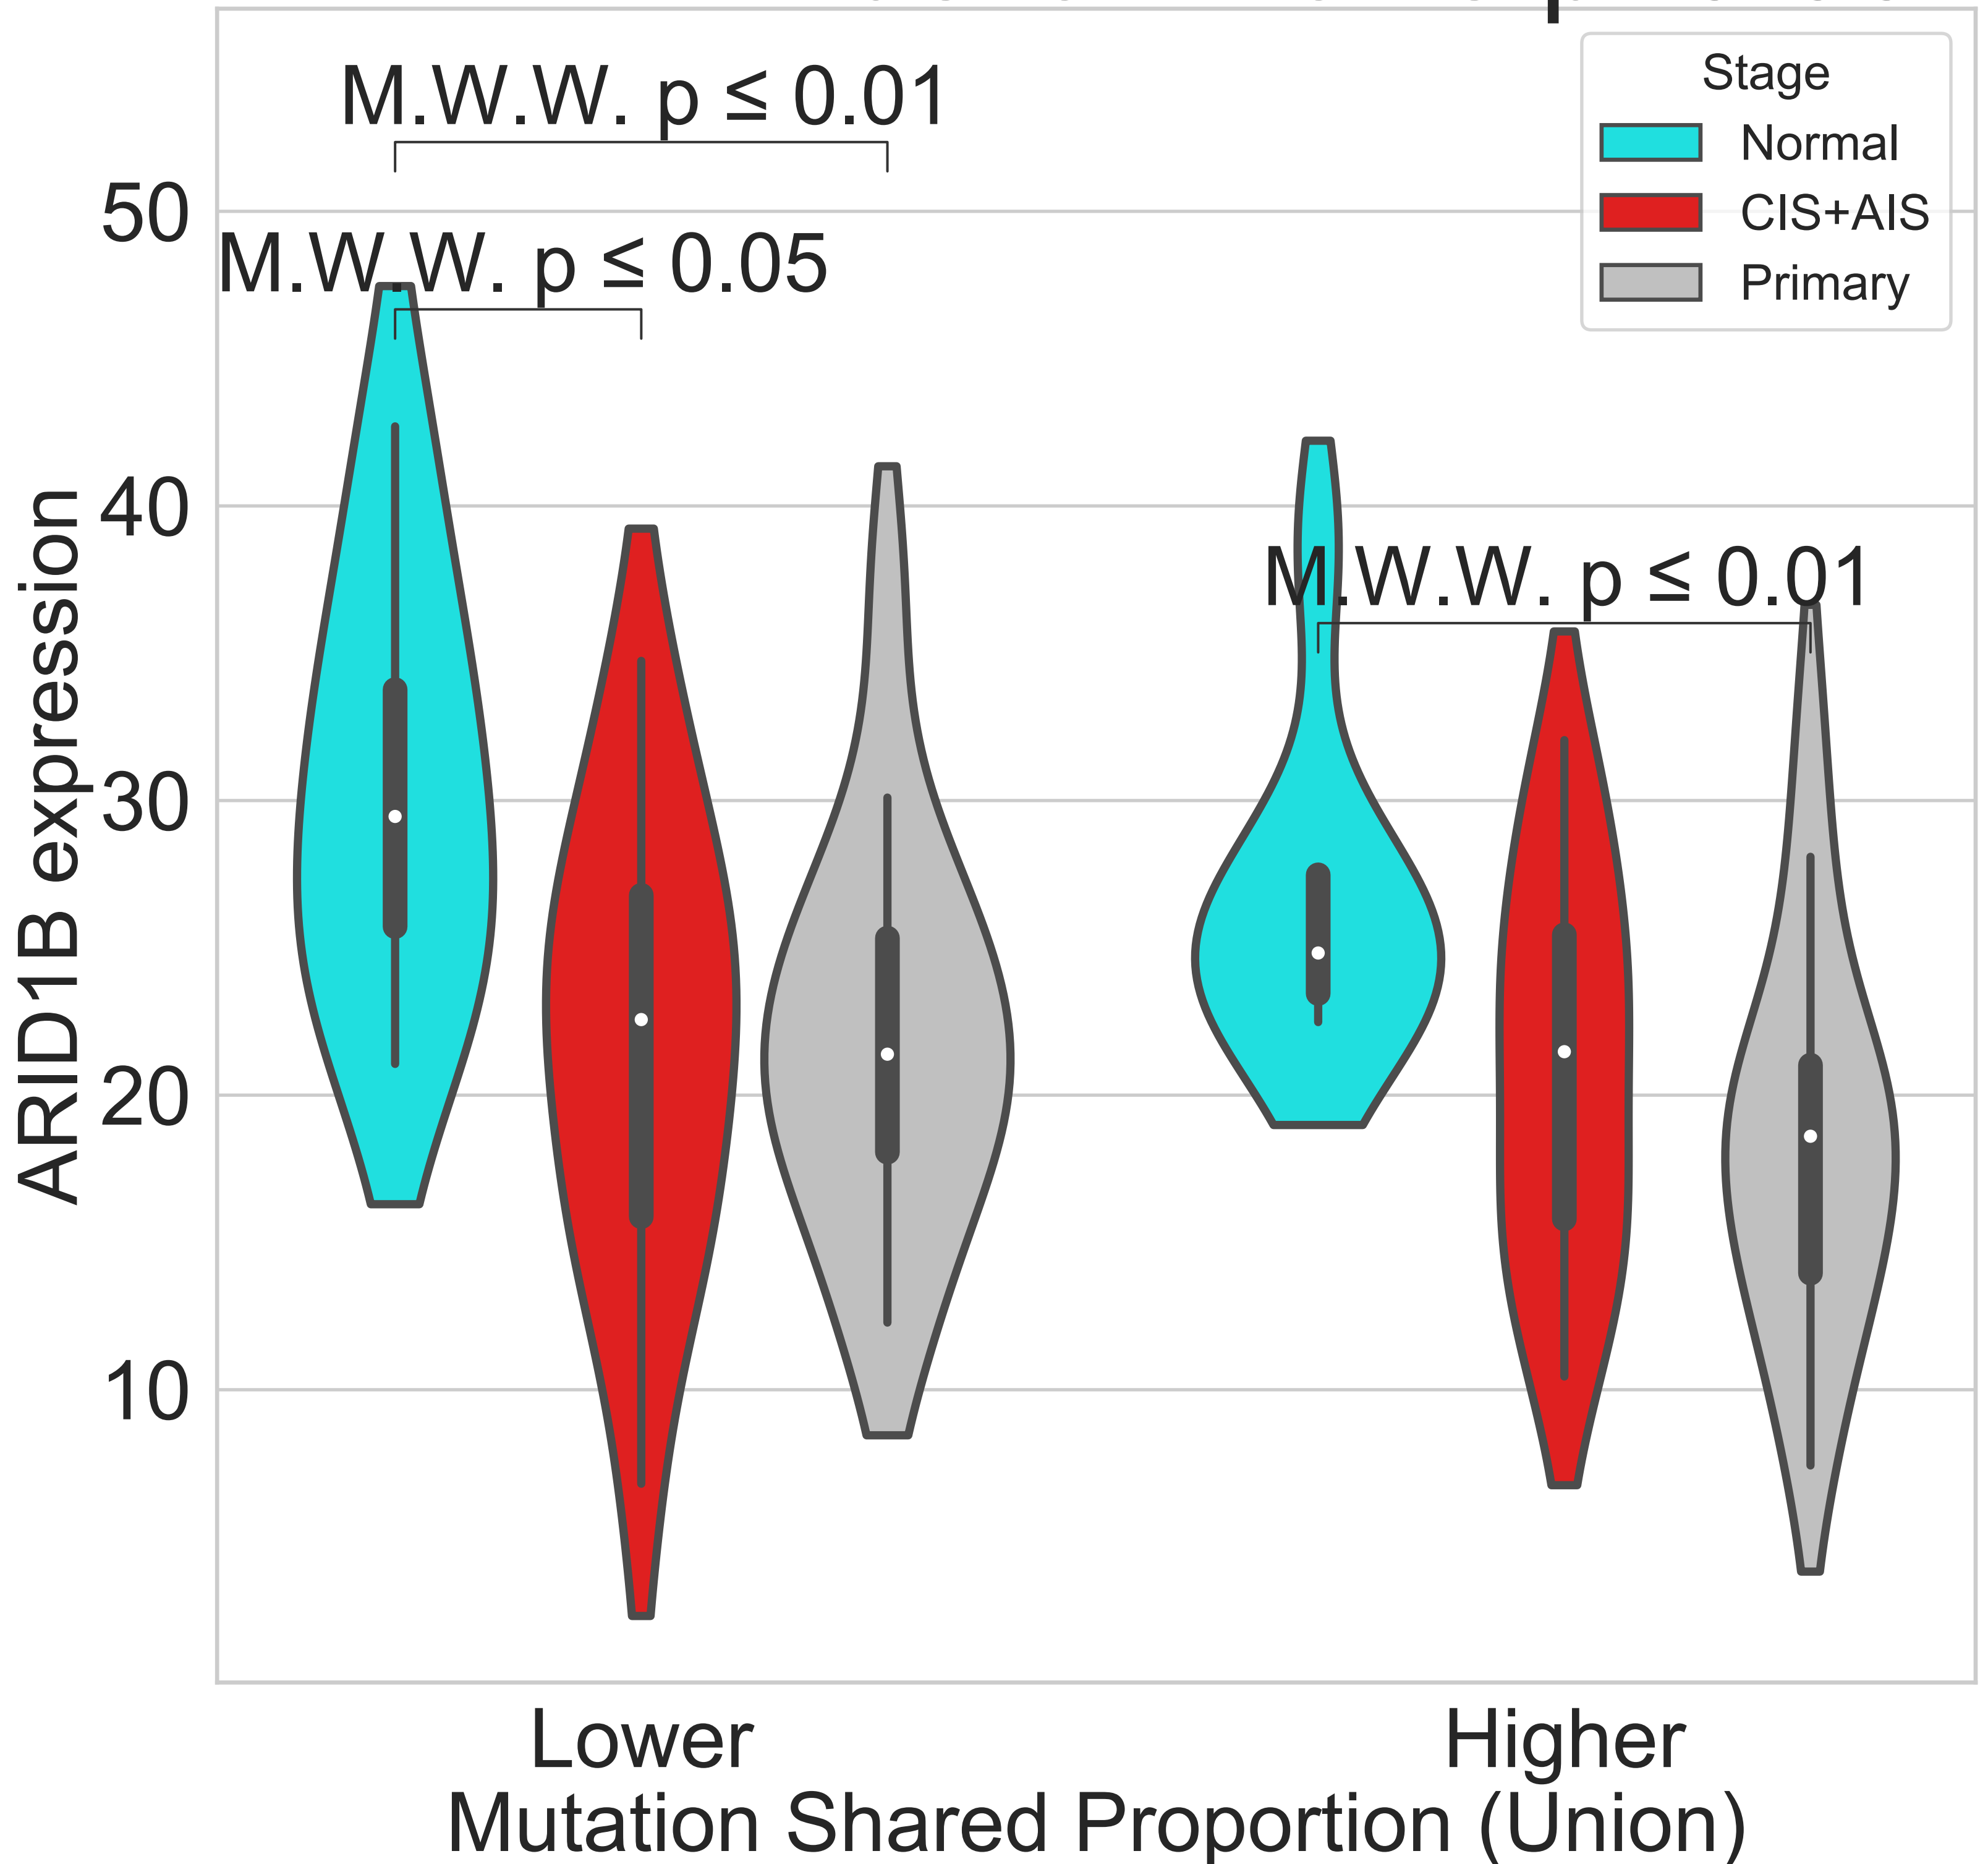 M.W.W. p ≤ 0.01
Stage
Normal
CIS+AIS
Primary
50
M.W.W. p ≤ 0.05
40
M.W.W. p ≤ 0.01
30
20
10
ARID1B expression
Lower
Higher
Mutation Shared Proportion (Union)